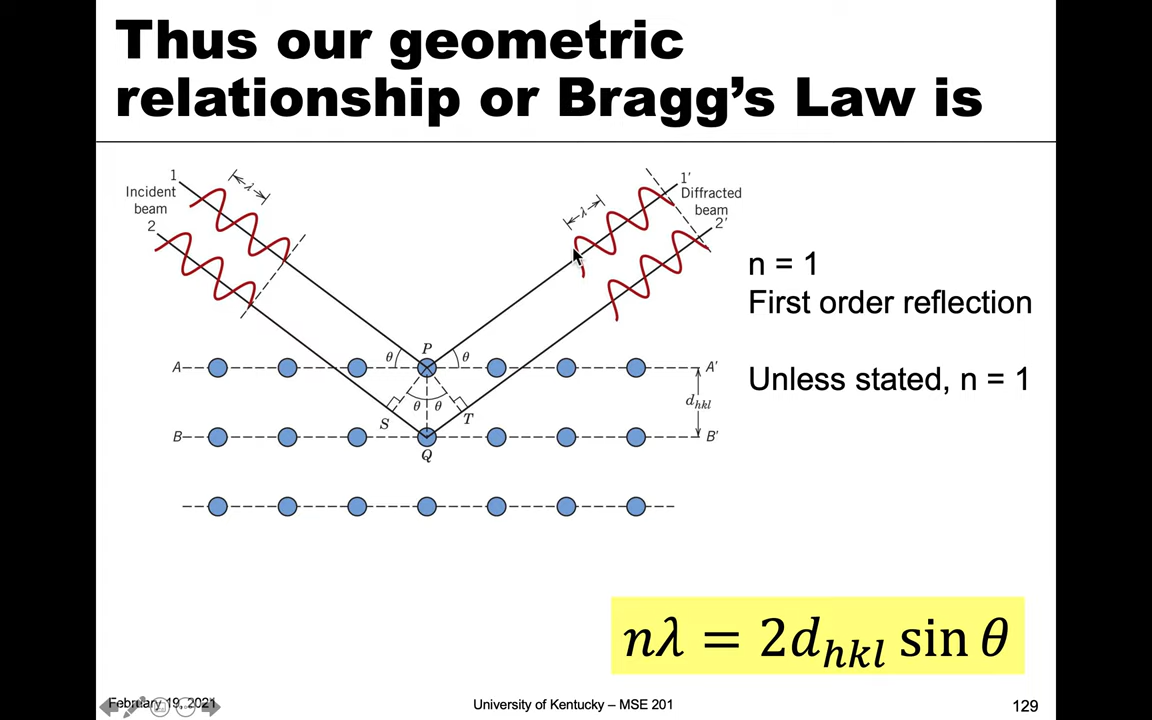 Thus our geometric
relationship or Bragg's Law is
1
Incident
beam
2
λ
λ
1'
Diffracted
beam
2'
n = 1
First order reflection
Unless stated, n = 1
P
θ
θ
A
A'
θ
θ
S
T
d_hkl
B
B'
Q
nλ = 2d_hkl sin θ
February 19, 2021
University of Kentucky – MSE 201
129